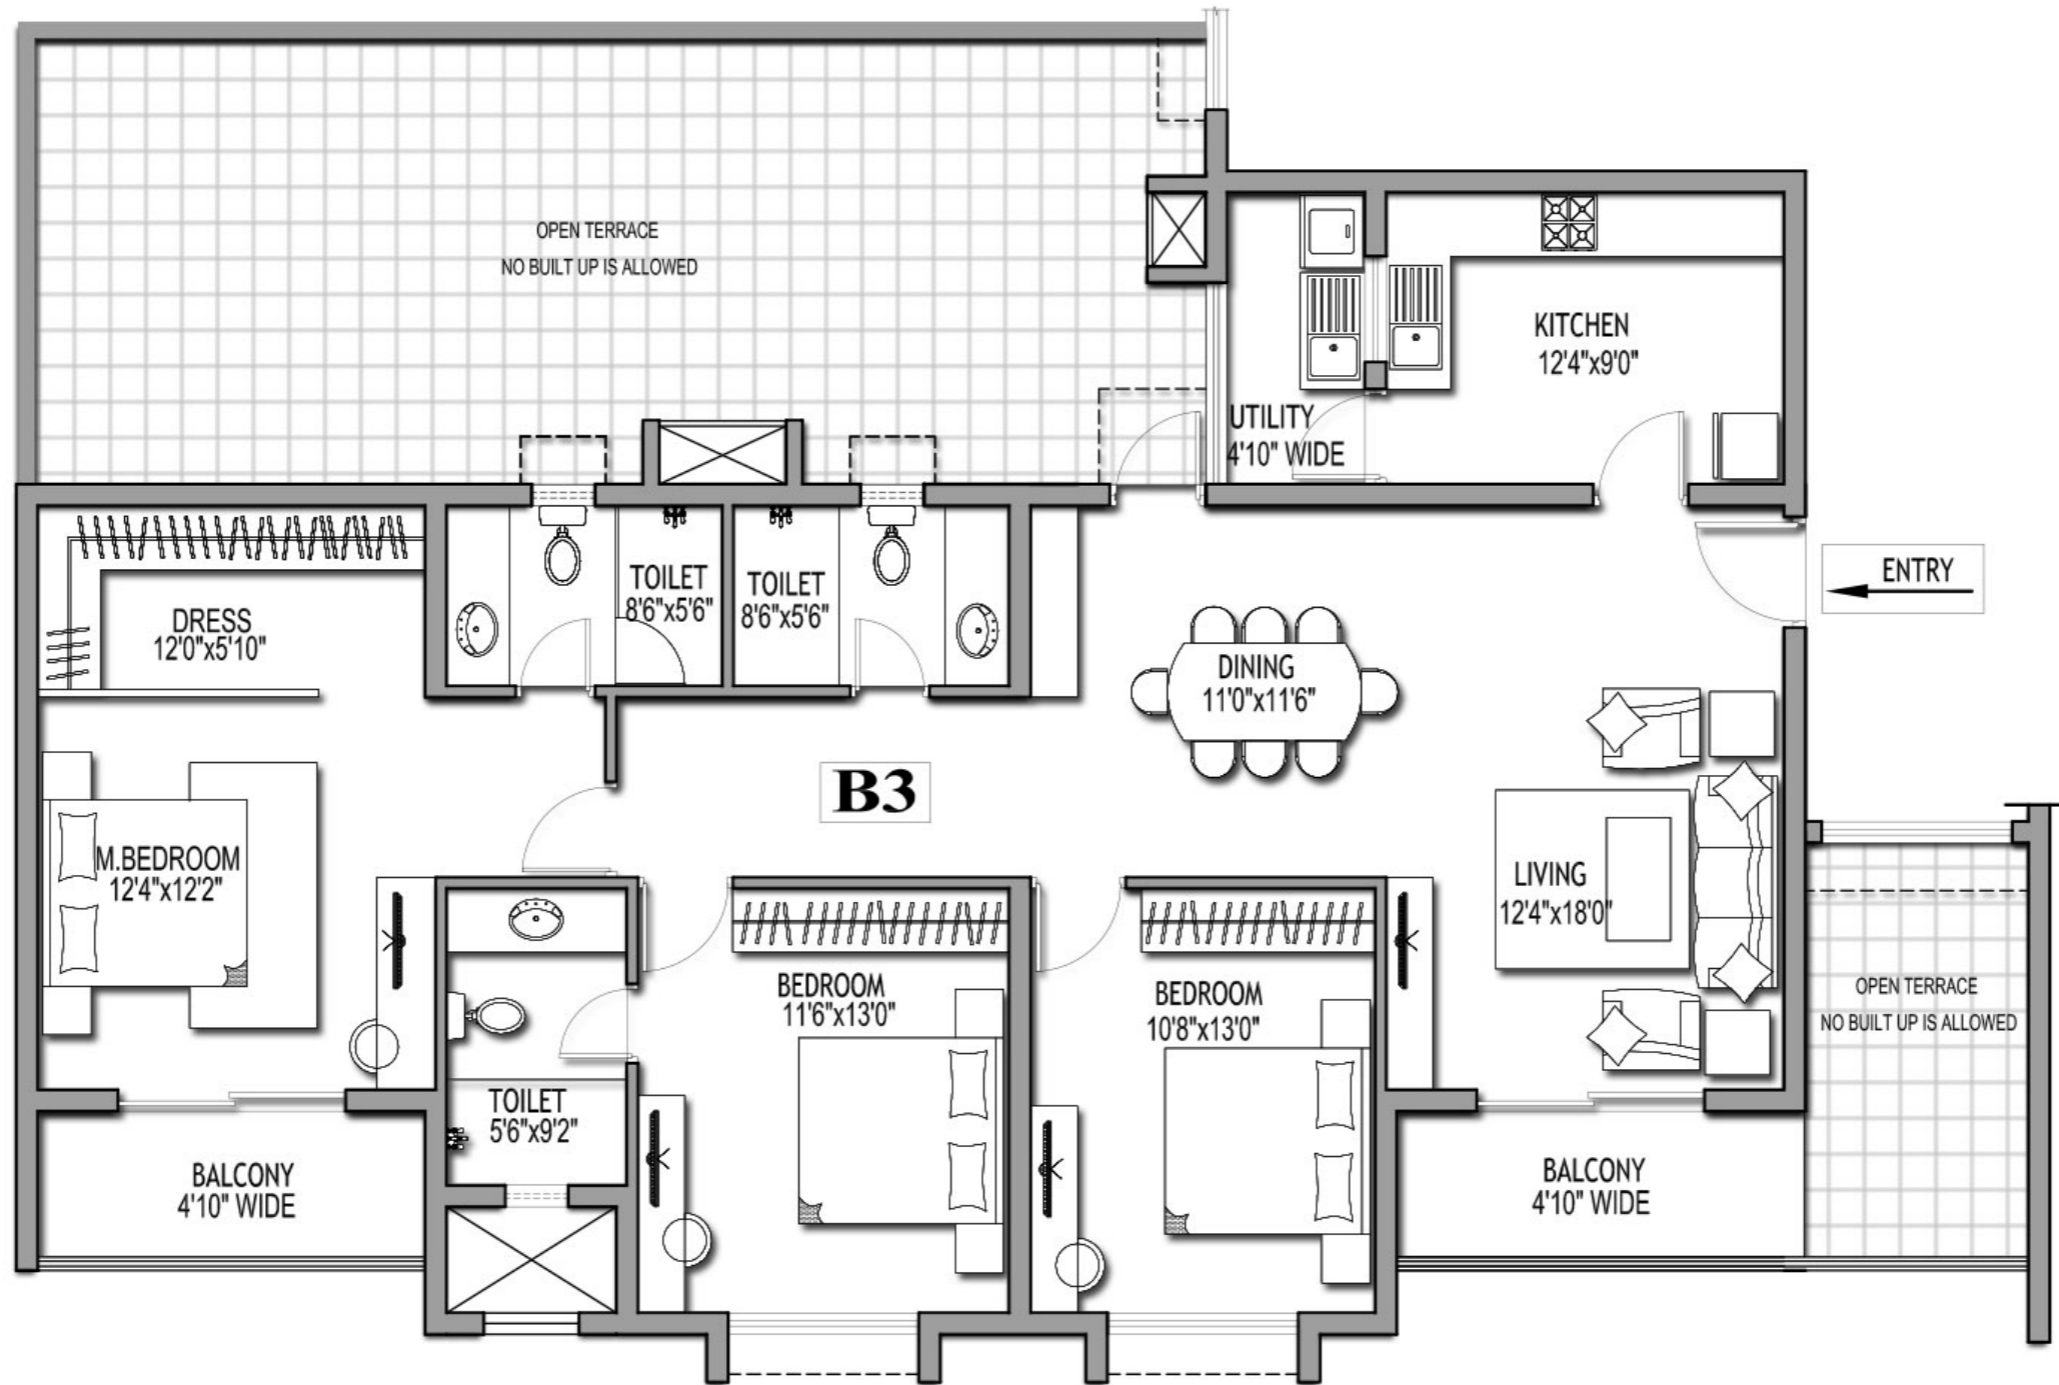 OPEN TERRACE
NO BUILT UP IS ALLOWED
KITCHEN
12'4"x9'0"
UTILITY
4'10" WIDE
ENTRY
TOILET
8'6"x5'6"
TOILET
8'6"x5'6"
DRESS
12'0"x5'10"
DINING
11'0"x11'6"
B3
M.BEDROOM
12'4"x12'2"
LIVING
12'4"x18'0"
BEDROOM
11'6"x13'0"
BEDROOM
10'8"x13'0"
OPEN TERRACE
NO BUILT UP IS ALLOWED
TOILET
5'6"x9'2"
BALCONY
4'10" WIDE
BALCONY
4'10" WIDE